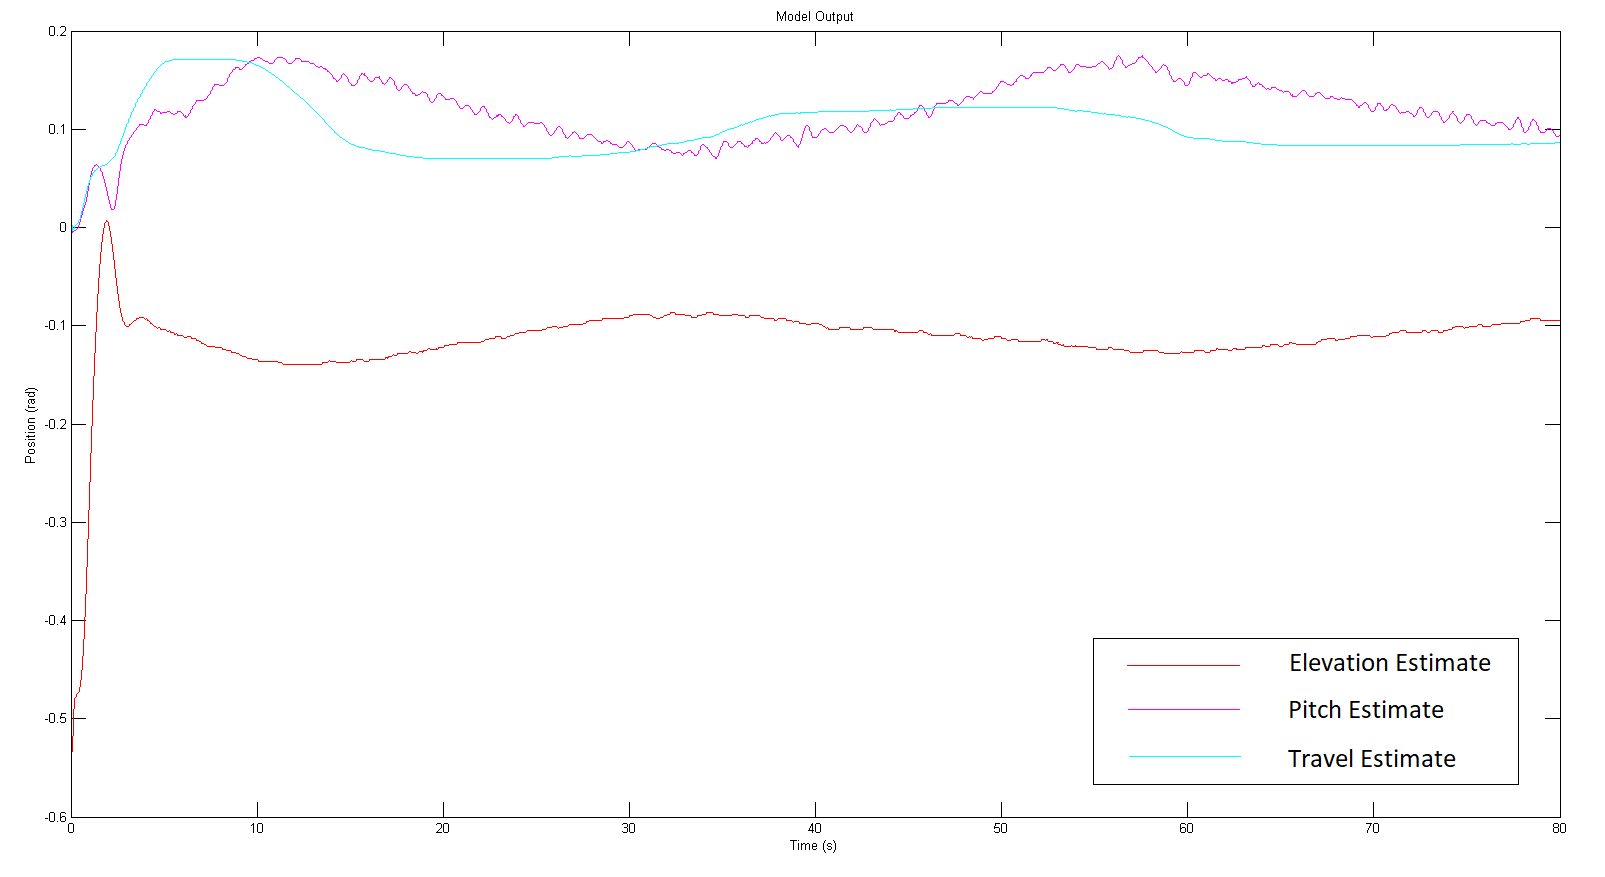 Model Output
0.2
0.1
0
-0.1
-0.2
-0.3
-0.4
-0.5
-0.6
Position (rad)
0 10 20 30 40 50 60 70 80
Time (s)
Elevation Estimate
Pitch Estimate
Travel Estimate